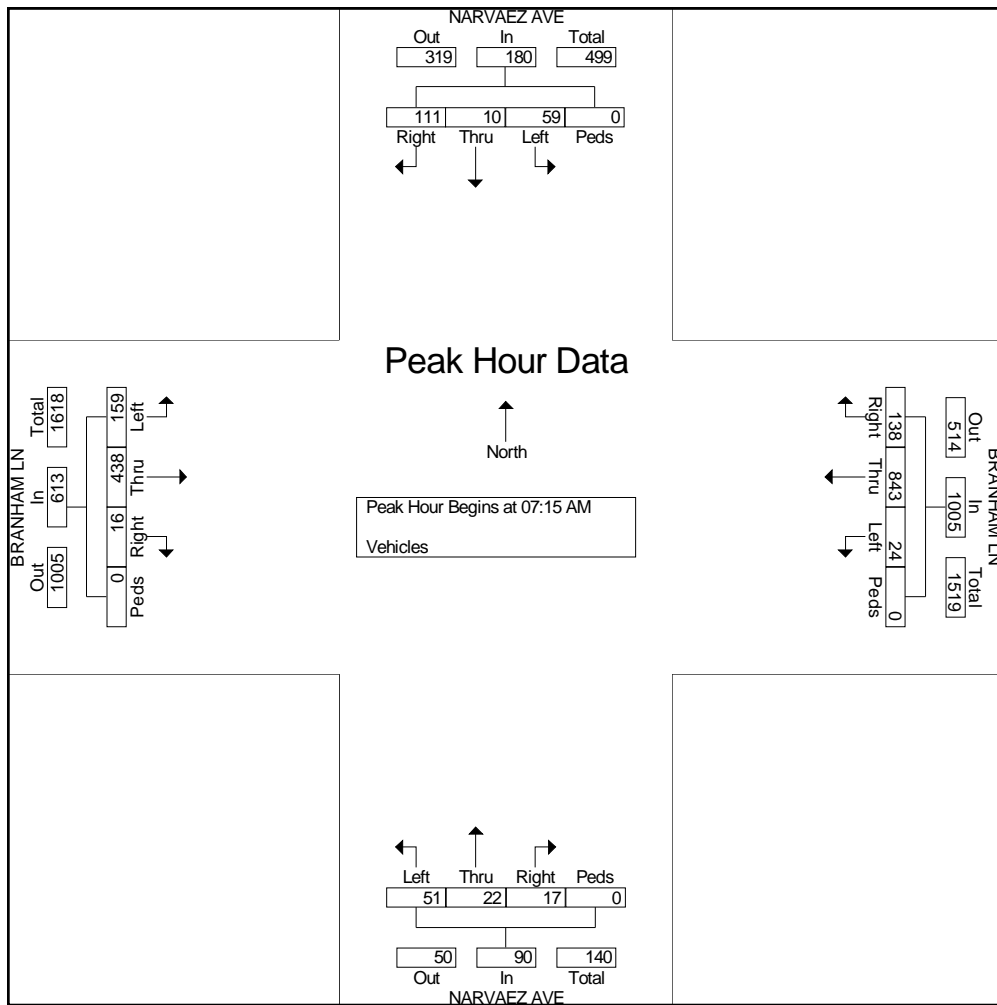 NARVAEZ AVE
Out In Total
319 180 499
111 10 59 0
Right Thru Left Peds
Peak Hour Data
North
Peak Hour Begins at 07:15 AM
Vehicles
BRANHAM LN
Total In Out
1618 613 1005
159 438 16 0
Left Thru Right Peds
Right Thru Left Peds
138 843 24 0
514 1005 1519
Out In Total
BRANHAM LN
Left Thru Right Peds
51 22 17 0
50 90 140
Out In Total
NARVAEZ AVE